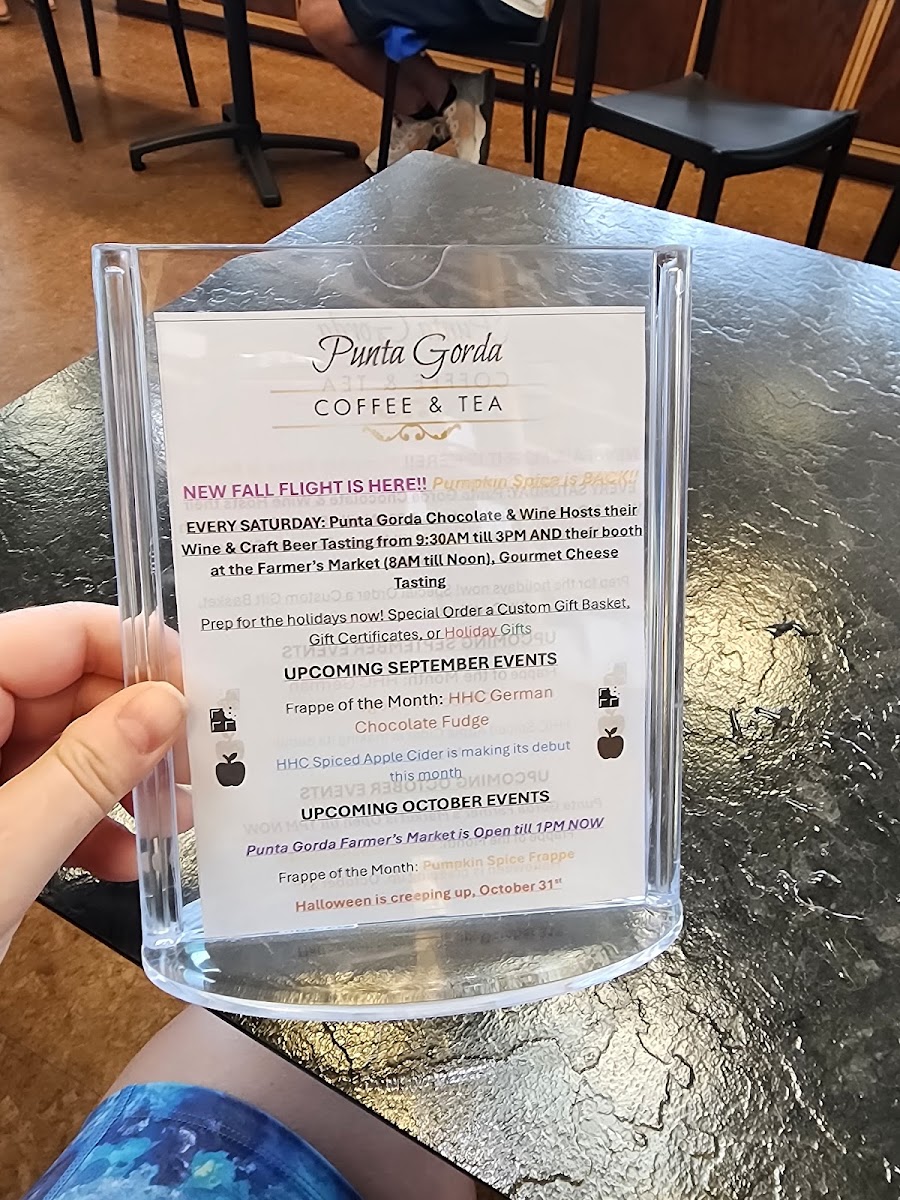 Punta Gorda
COFFEE & TEA
NEW FALL FLIGHT IS HERE!! Pumpkin Spice is BACK!!
EVERY SATURDAY: Punta Gorda Chocolate & Wine Hosts their
Wine & Craft Beer Tasting from 9:30AM till 3PM AND their booth
at the Farmer's Market (8AM till Noon), Gourmet Cheese
Tasting
Prep for the holidays now! Special Order a Custom Gift Basket,
Gift Certificates, or Holiday Gifts
UPCOMING SEPTEMBER EVENTS
Frappe of the Month: HHC German
Chocolate Fudge
HHC Spiced Apple Cider is making its debut
this month
UPCOMING OCTOBER EVENTS
Punta Gorda Farmer's Market is Open till 1PM NOW
Frappe of the Month: Pumpkin Spice Frappe
Halloween is creeping up, October 31st